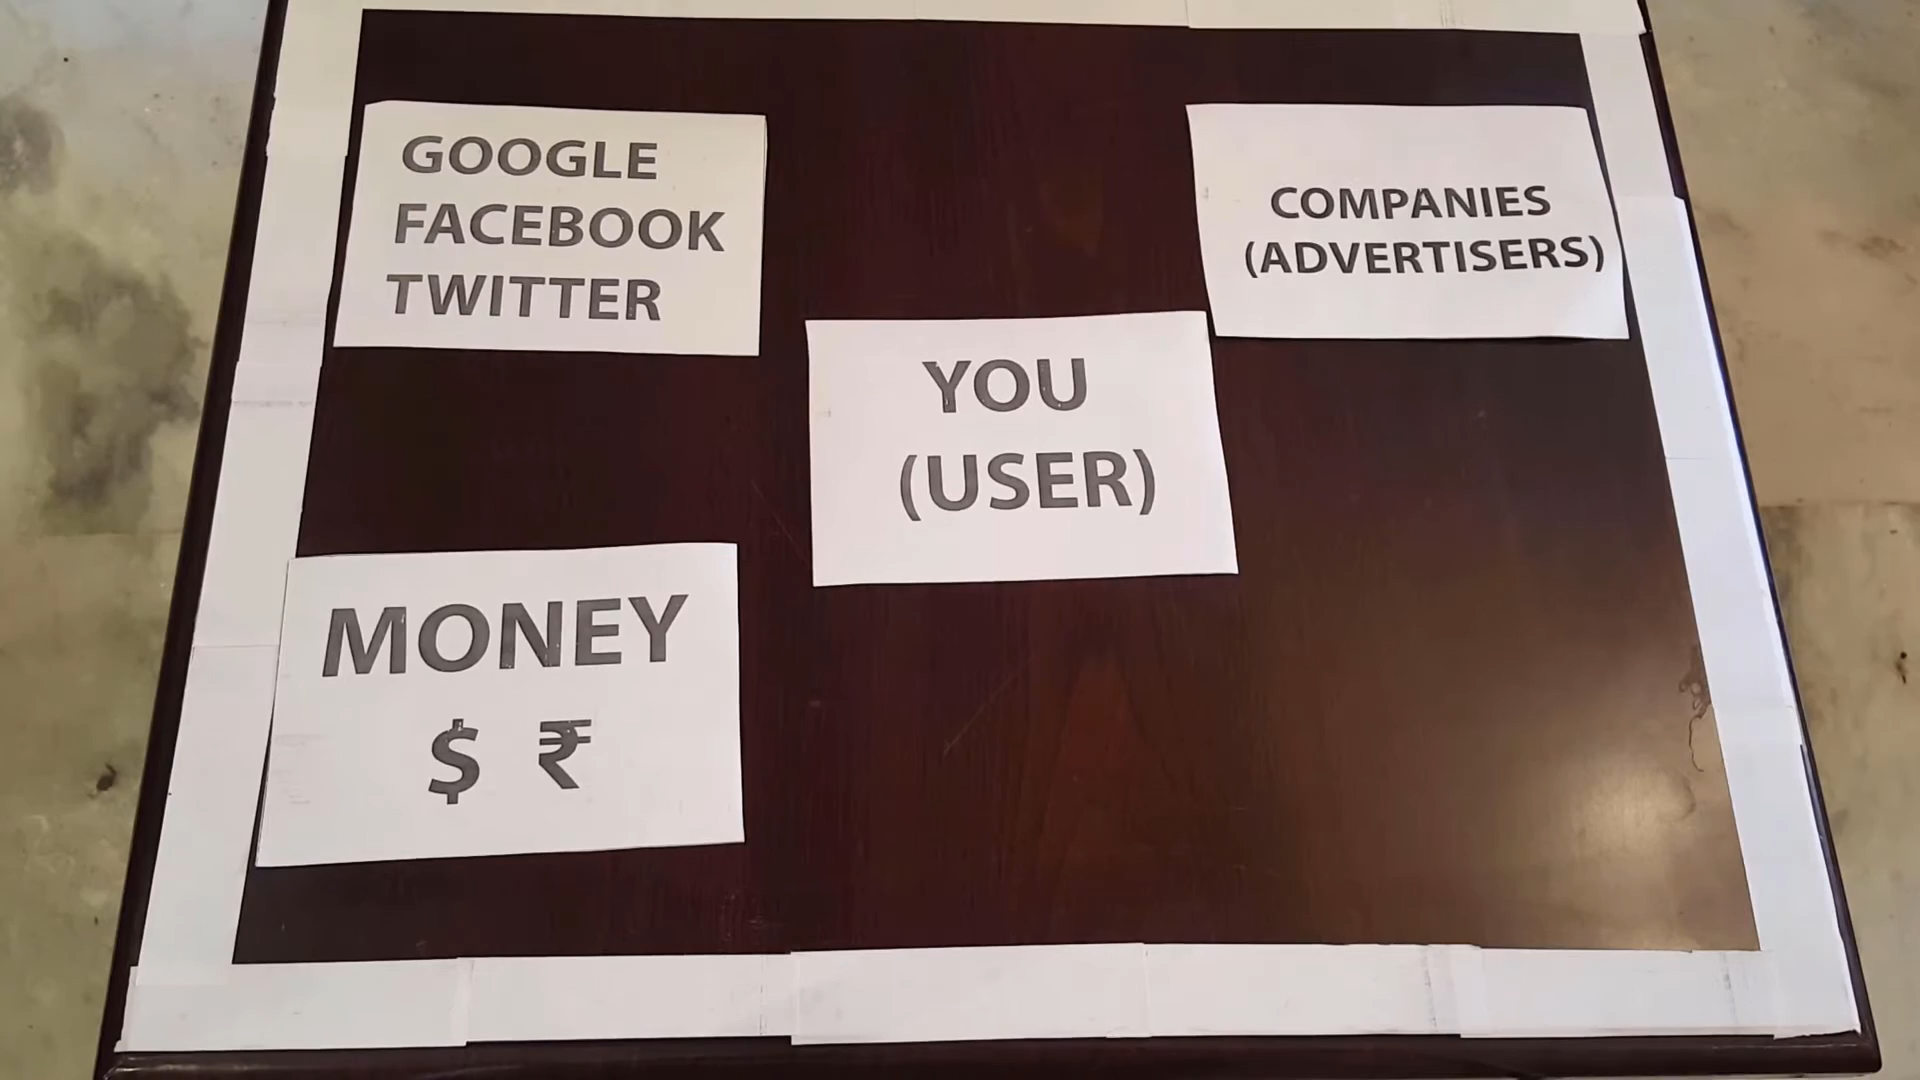 GOOGLE
FACEBOOK
TWITTER
COMPANIES
(ADVERTISERS)
YOU
(USER)
MONEY
$ ₹